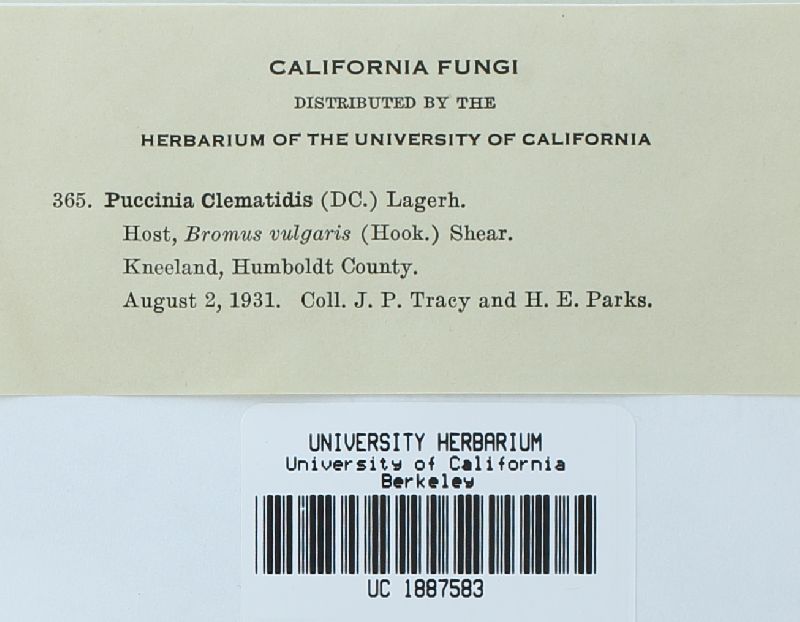 CALIFORNIA FUNGI
DISTRIBUTED BY THE
HERBARIUM OF THE UNIVERSITY OF CALIFORNIA
365. Puccinia Clematidis (DC.) Lagerh.
Host, Bromus vulgaris (Hook.) Shear.
Kneeland, Humboldt County.
August 2, 1931. Coll. J. P. Tracy and H. E. Parks.
UNIVERSITY HERBARIUM
University of California
Berkeley
UC 1887583